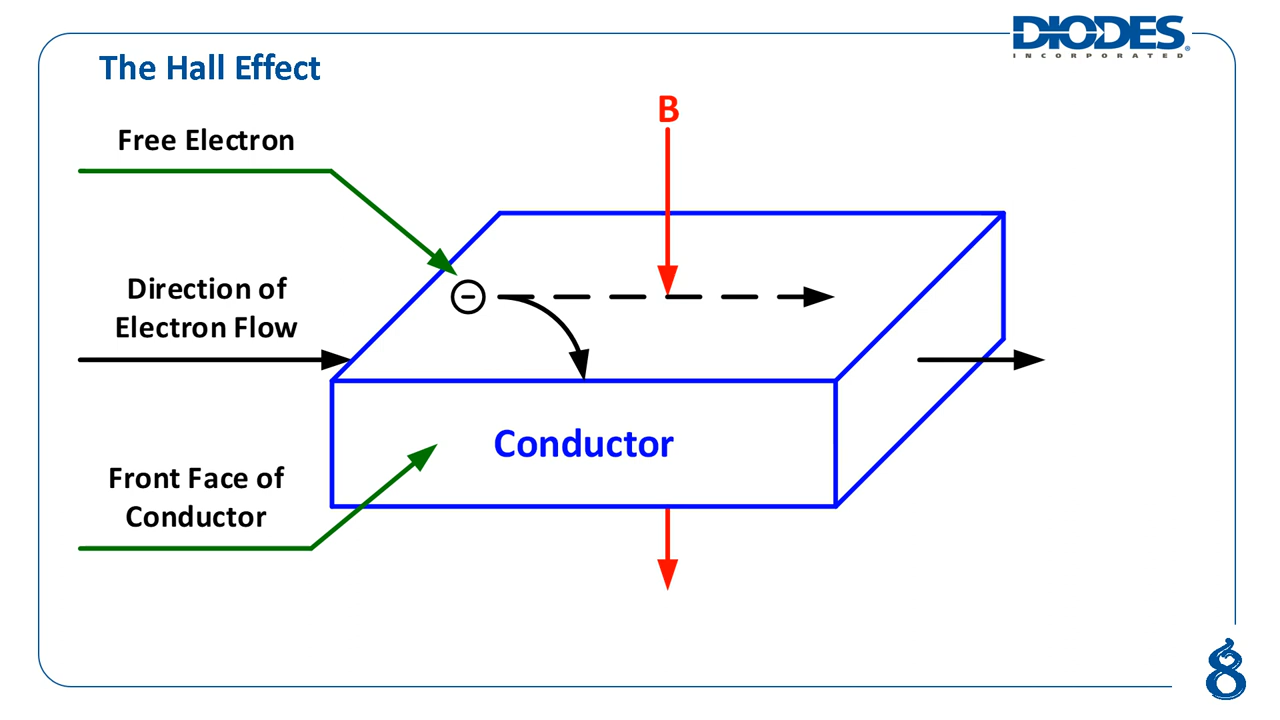 DIODES
INCORPORATED
The Hall Effect
B
Free Electron
Direction of
Electron Flow
Conductor
Front Face of
Conductor
8